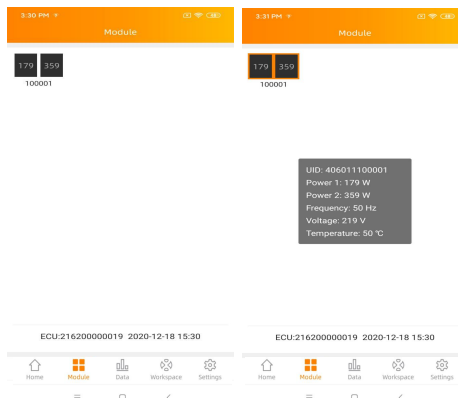 3:30 PM
Module
179 359
100001
ECU:216200000019 2020-12-18 15:30
Home Module Data Workspace Settings
3:31 PM
Module
179 359
100001
UID: 406011100001
Power 1: 179 W
Power 2: 359 W
Frequency: 50 Hz
Voltage: 219 V
Temperature: 50 ℃
ECU:216200000019 2020-12-18 15:30
Home Module Data Workspace Settings